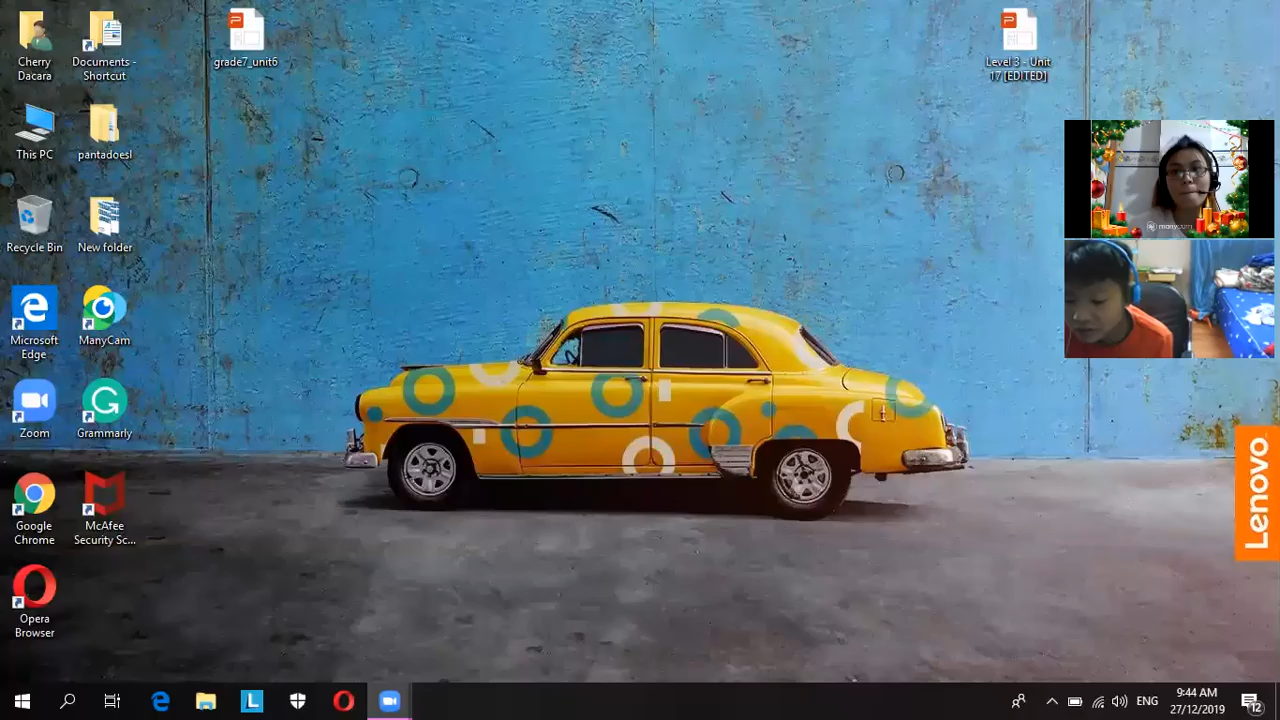 Cherry
Dacara
Documents -
Shortcut
grade7_unit6
Level 3 - Unit
17 [EDITED]
This PC
pantadoesl
Recycle Bin
New folder
Microsoft
Edge
ManyCam
Zoom
Grammarly
Google
Chrome
McAfee
Security Sc...
Opera
Browser
manycam
Lenovo
ENG
9:44 AM
27/12/2019
12